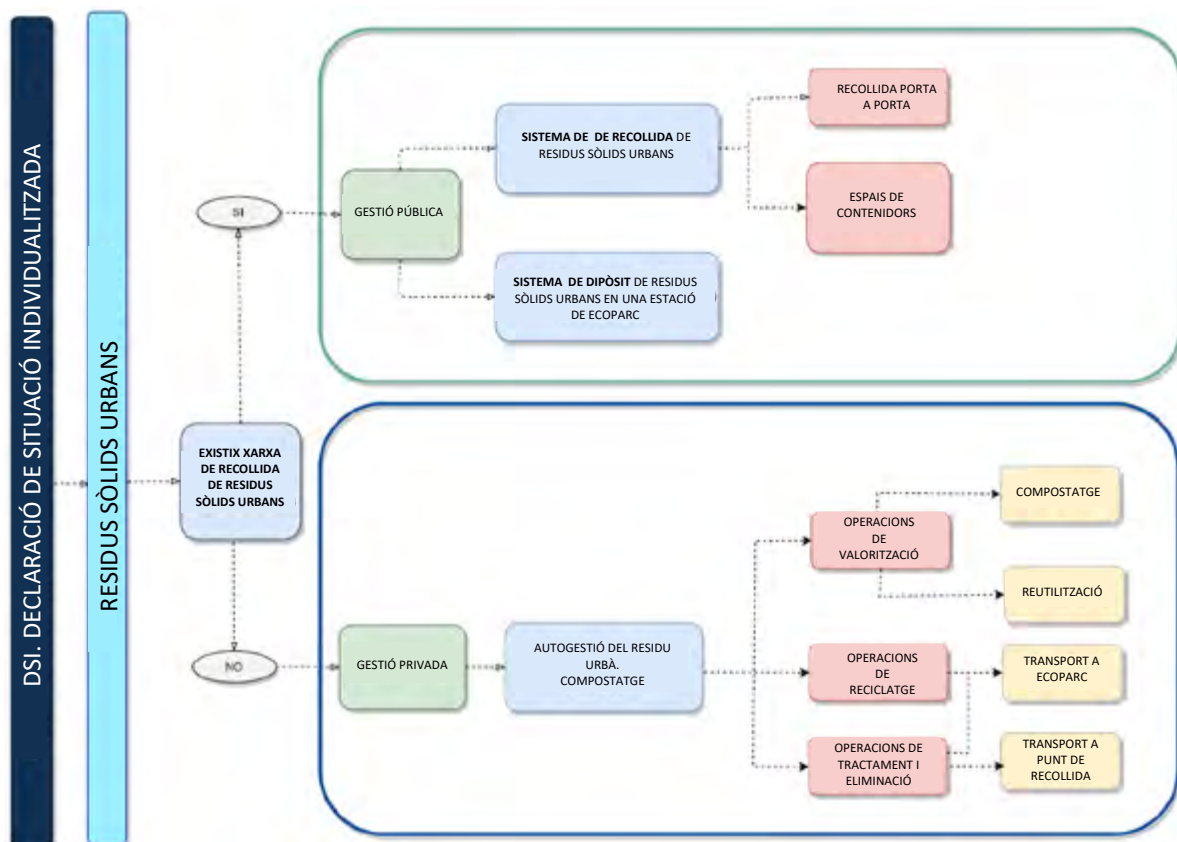 DSI. DECLARACIÓ DE SITUACIÓ INDIVIDUALITZADA
RESIDUS SÒLIDS URBANS
EXISTIX XARXA
DE RECOLLIDA
DE RESIDUS
SÒLIDS URBANS
SI
GESTIÓ PÚBLICA
SISTEMA DE DE RECOLLIDA DE
RESIDUS SÒLIDS URBANS
RECOLLIDA PORTA
A PORTA
ESPAIS DE
CONTENIDORS
SISTEMA DE DIPÒSIT DE RESIDUS
SÒLIDS URBANS EN UNA ESTACIÓ
DE ECOPARC
NO
GESTIÓ PRIVADA
AUTOGESTIÓ DEL RESIDU
URBÀ.
COMPOSTATGE
OPERACIONS
DE
VALORITZACIÓ
COMPOSTATGE
REUTILITZACIÓ
OPERACIONS
DE
RECICLATGE
TRANSPORT A
ECOPARC
OPERACIONS DE
TRACTAMENT I
ELIMINACIÓ
TRANSPORT A
PUNT DE
RECOLLIDA